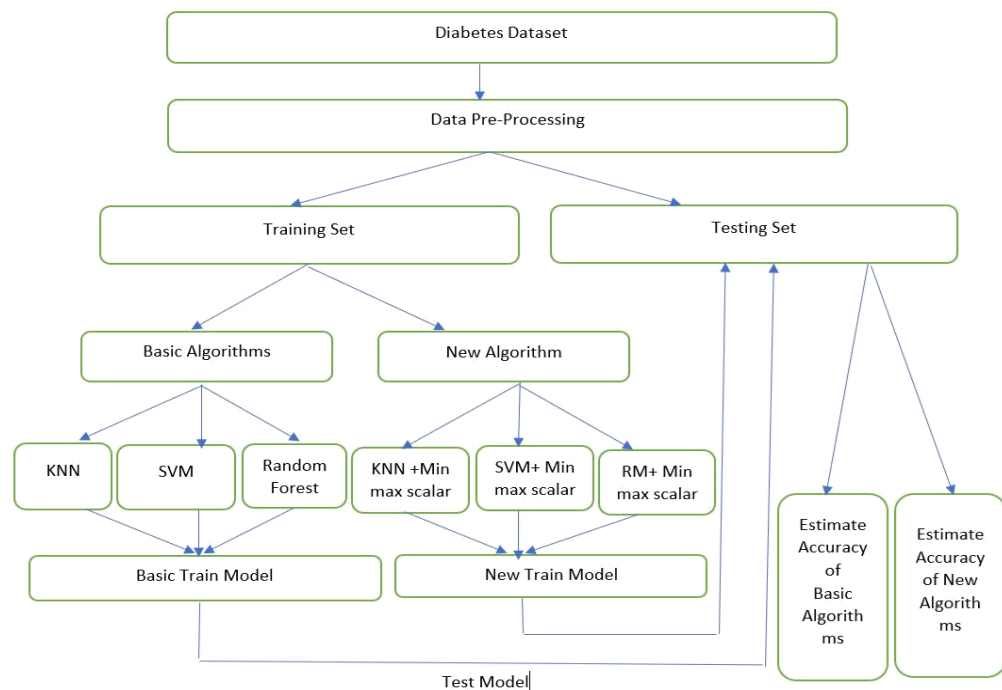 Diabetes Dataset
Data Pre-Processing
Training Set
Testing Set
Basic Algorithms
New Algorithm
KNN
SVM
Random
Forest
KNN +Min
max scalar
SVM+ Min
max scalar
RM+ Min
max scalar
Basic Train Model
New Train Model
Estimate
Accuracy
of
Basic
Algorith
ms
Estimate
Accuracy
of New
Algorith
ms
Test Model